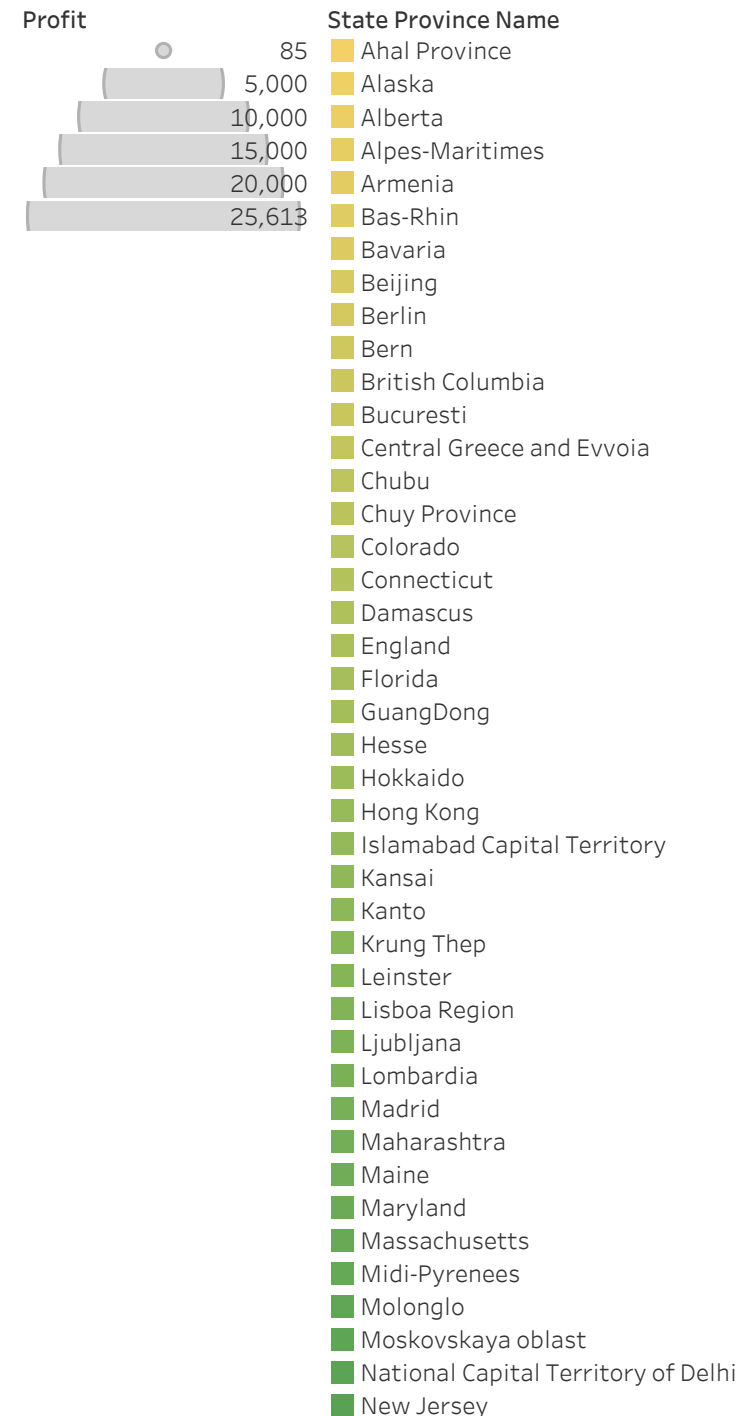 Profit
85
5,000
10,000
15,000
20,000
25,613
State Province Name
Ahal Province
Alaska
Alberta
Alpes-Maritimes
Armenia
Bas-Rhin
Bavaria
Beijing
Berlin
Bern
British Columbia
Bucuresti
Central Greece and Evvoia
Chubu
Chuy Province
Colorado
Connecticut
Damascus
England
Florida
GuangDong
Hesse
Hokkaido
Hong Kong
Islamabad Capital Territory
Kansai
Kanto
Krung Thep
Leinster
Lisboa Region
Ljubljana
Lombardia
Madrid
Maharashtra
Maine
Maryland
Massachusetts
Midi-Pyrenees
Molonglo
Moskovskaya oblast
National Capital Territory of Delhi
New Jersey